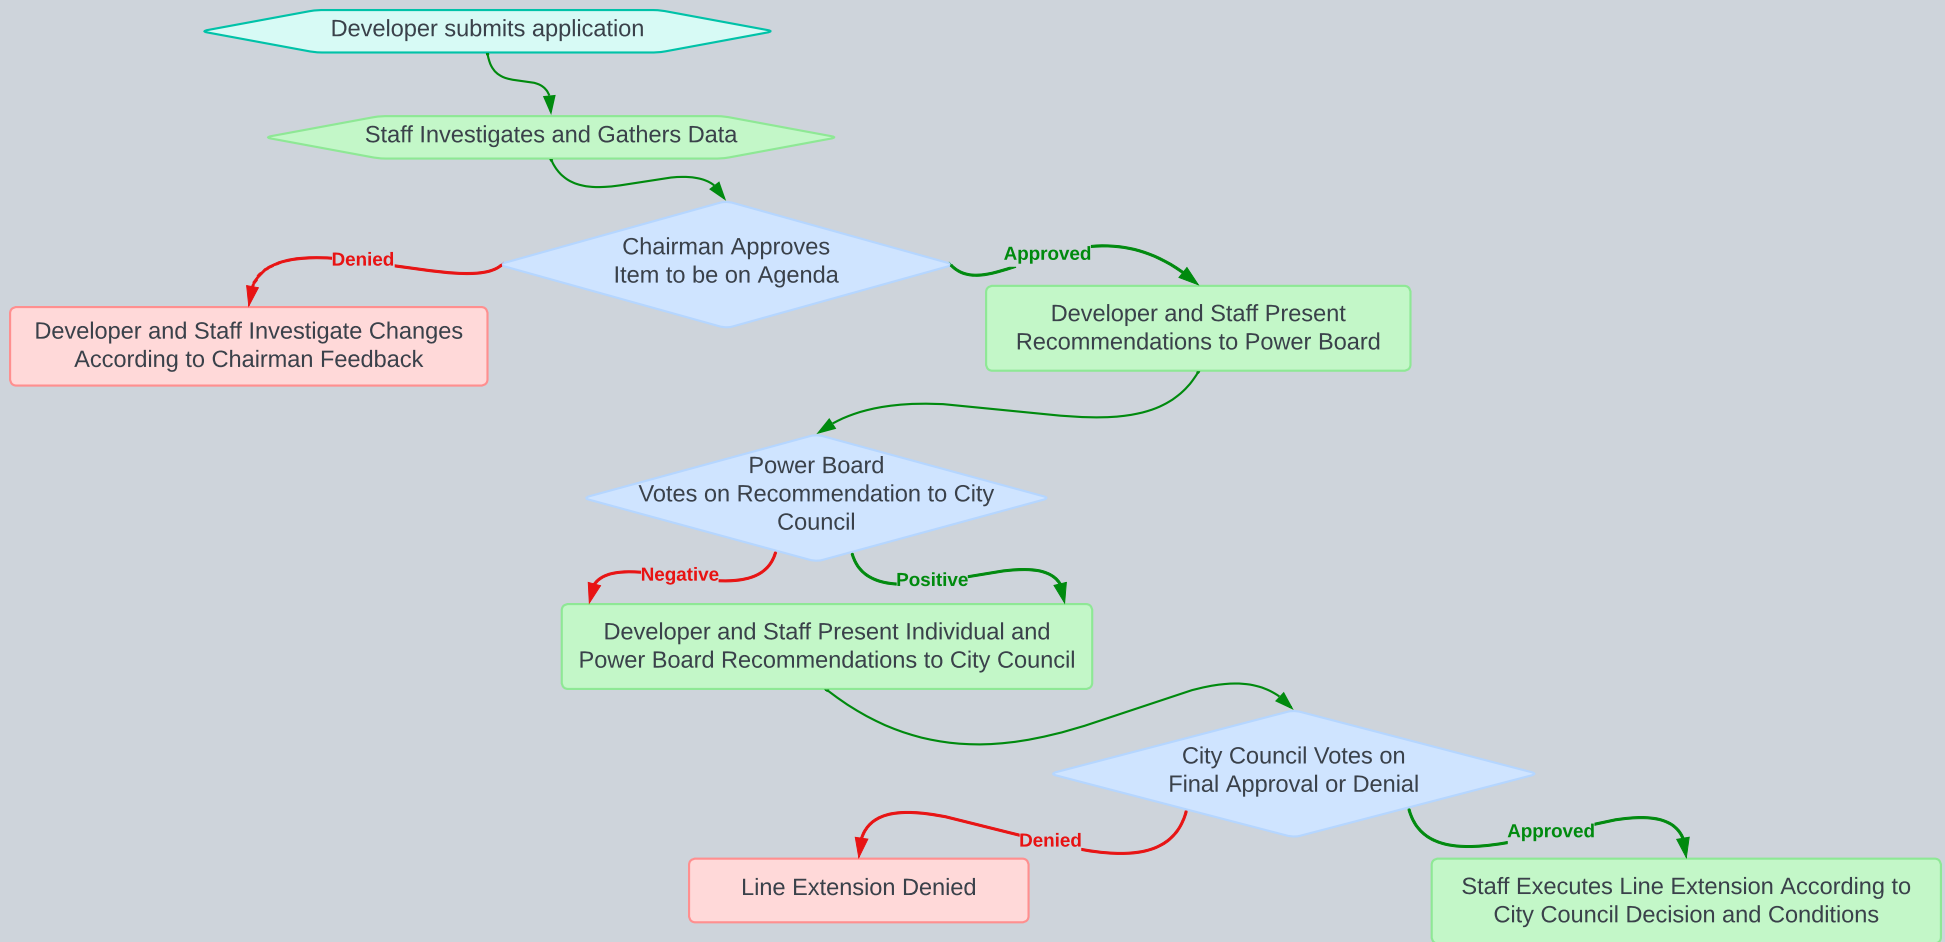 Developer submits application
Staff Investigates and Gathers Data
Chairman Approves
Item to be on Agenda
Denied
Approved
Developer and Staff Investigate Changes
According to Chairman Feedback
Developer and Staff Present
Recommendations to Power Board
Power Board
Votes on Recommendation to City
Council
Negative
Positive
Developer and Staff Present Individual and
Power Board Recommendations to City Council
City Council Votes on
Final Approval or Denial
Denied
Approved
Line Extension Denied
Staff Executes Line Extension According to
City Council Decision and Conditions